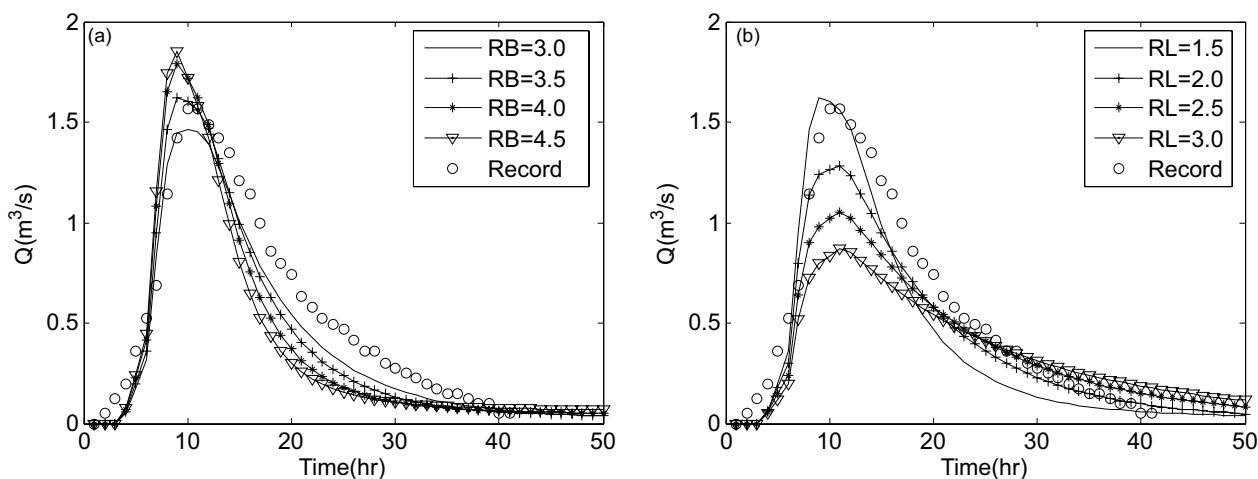 (a)
RB=3.0
RB=3.5
RB=4.0
RB=4.5
Record
2
1.5
1
0.5
0
Q(m³/s)
0 10 20 30 40 50
Time(hr)
(b)
RL=1.5
RL=2.0
RL=2.5
RL=3.0
Record
2
1.5
1
0.5
0
Q(m³/s)
0 10 20 30 40 50
Time(hr)